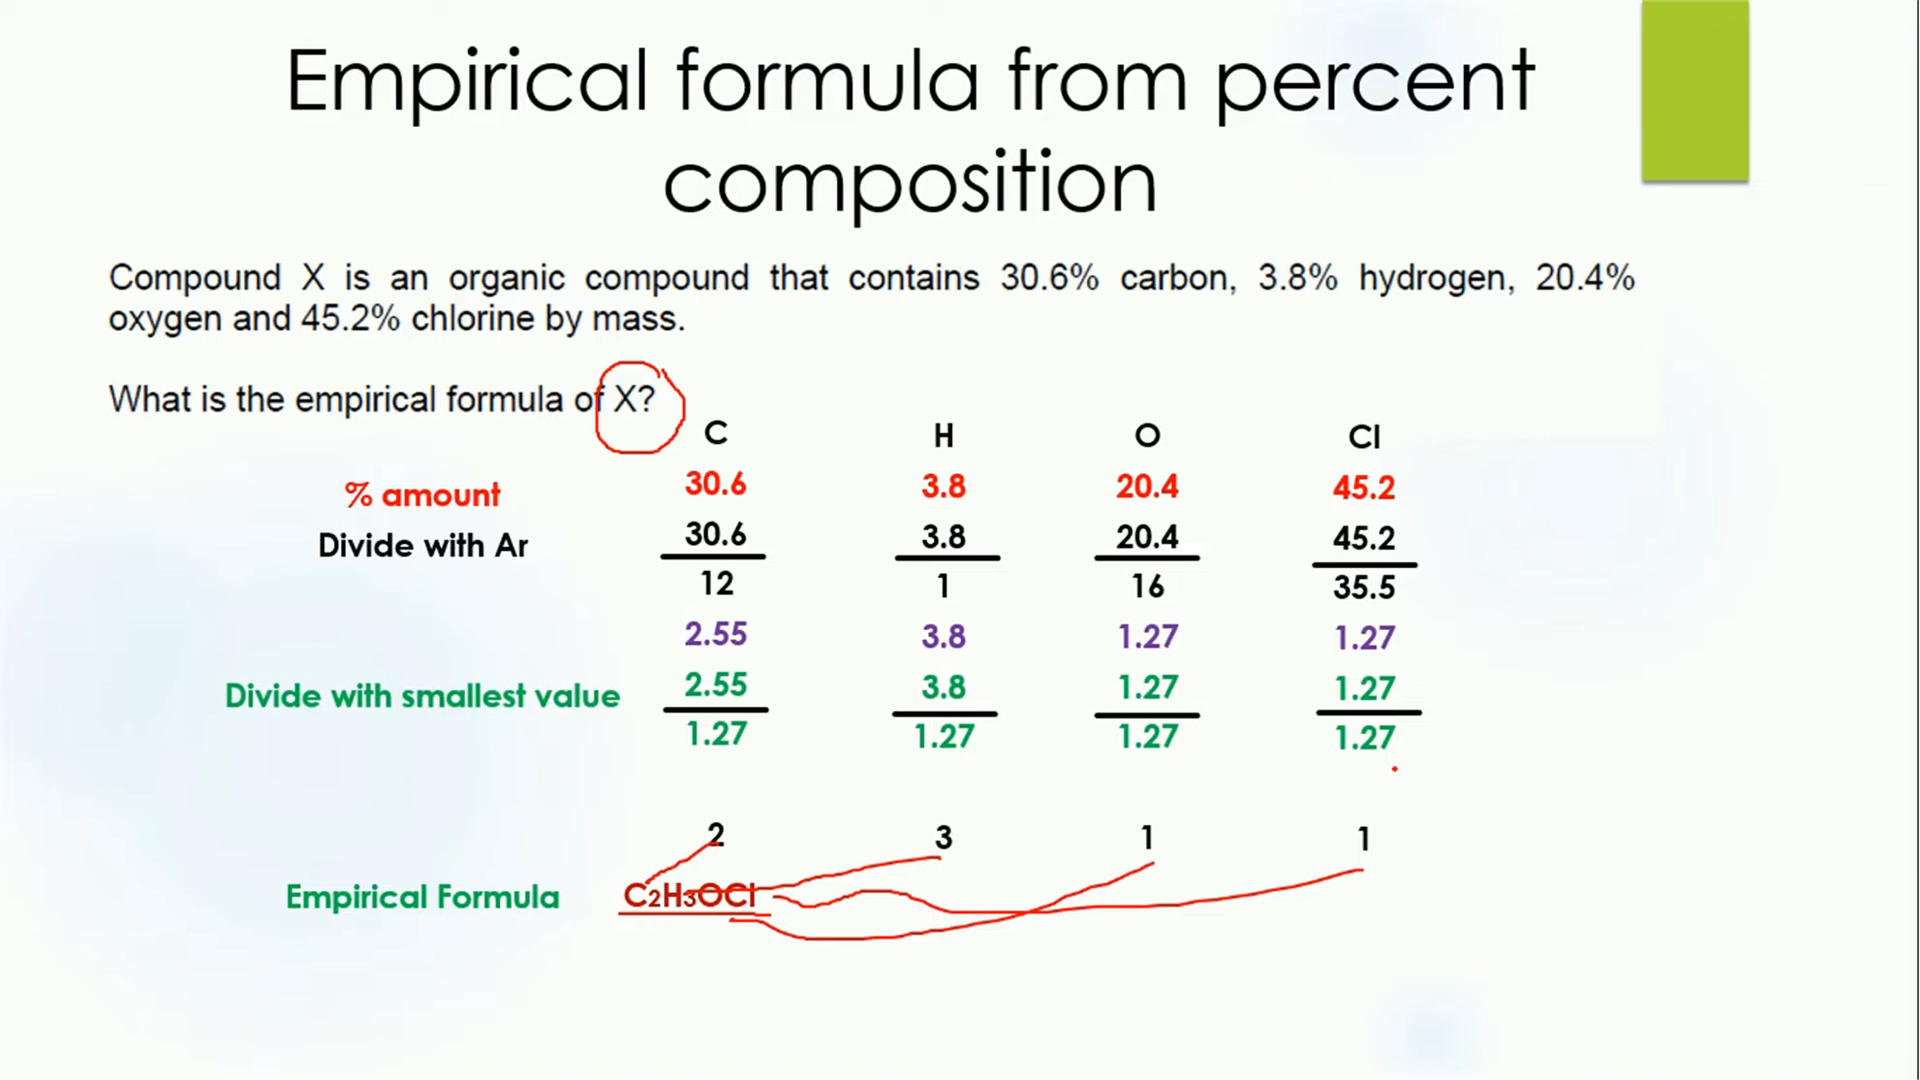 Empirical formula from percent
composition
Compound X is an organic compound that contains 30.6% carbon, 3.8% hydrogen, 20.4%
oxygen and 45.2% chlorine by mass.
What is the empirical formula of X?
C H O Cl
% amount 30.6 3.8 20.4 45.2
Divide with Ar 30.6 3.8 20.4 45.2
12 1 16 35.5
2.55 3.8 1.27 1.27
Divide with smallest value 2.55 3.8 1.27 1.27
1.27 1.27 1.27 1.27
2 3 1 1
Empirical Formula C2H3OCl